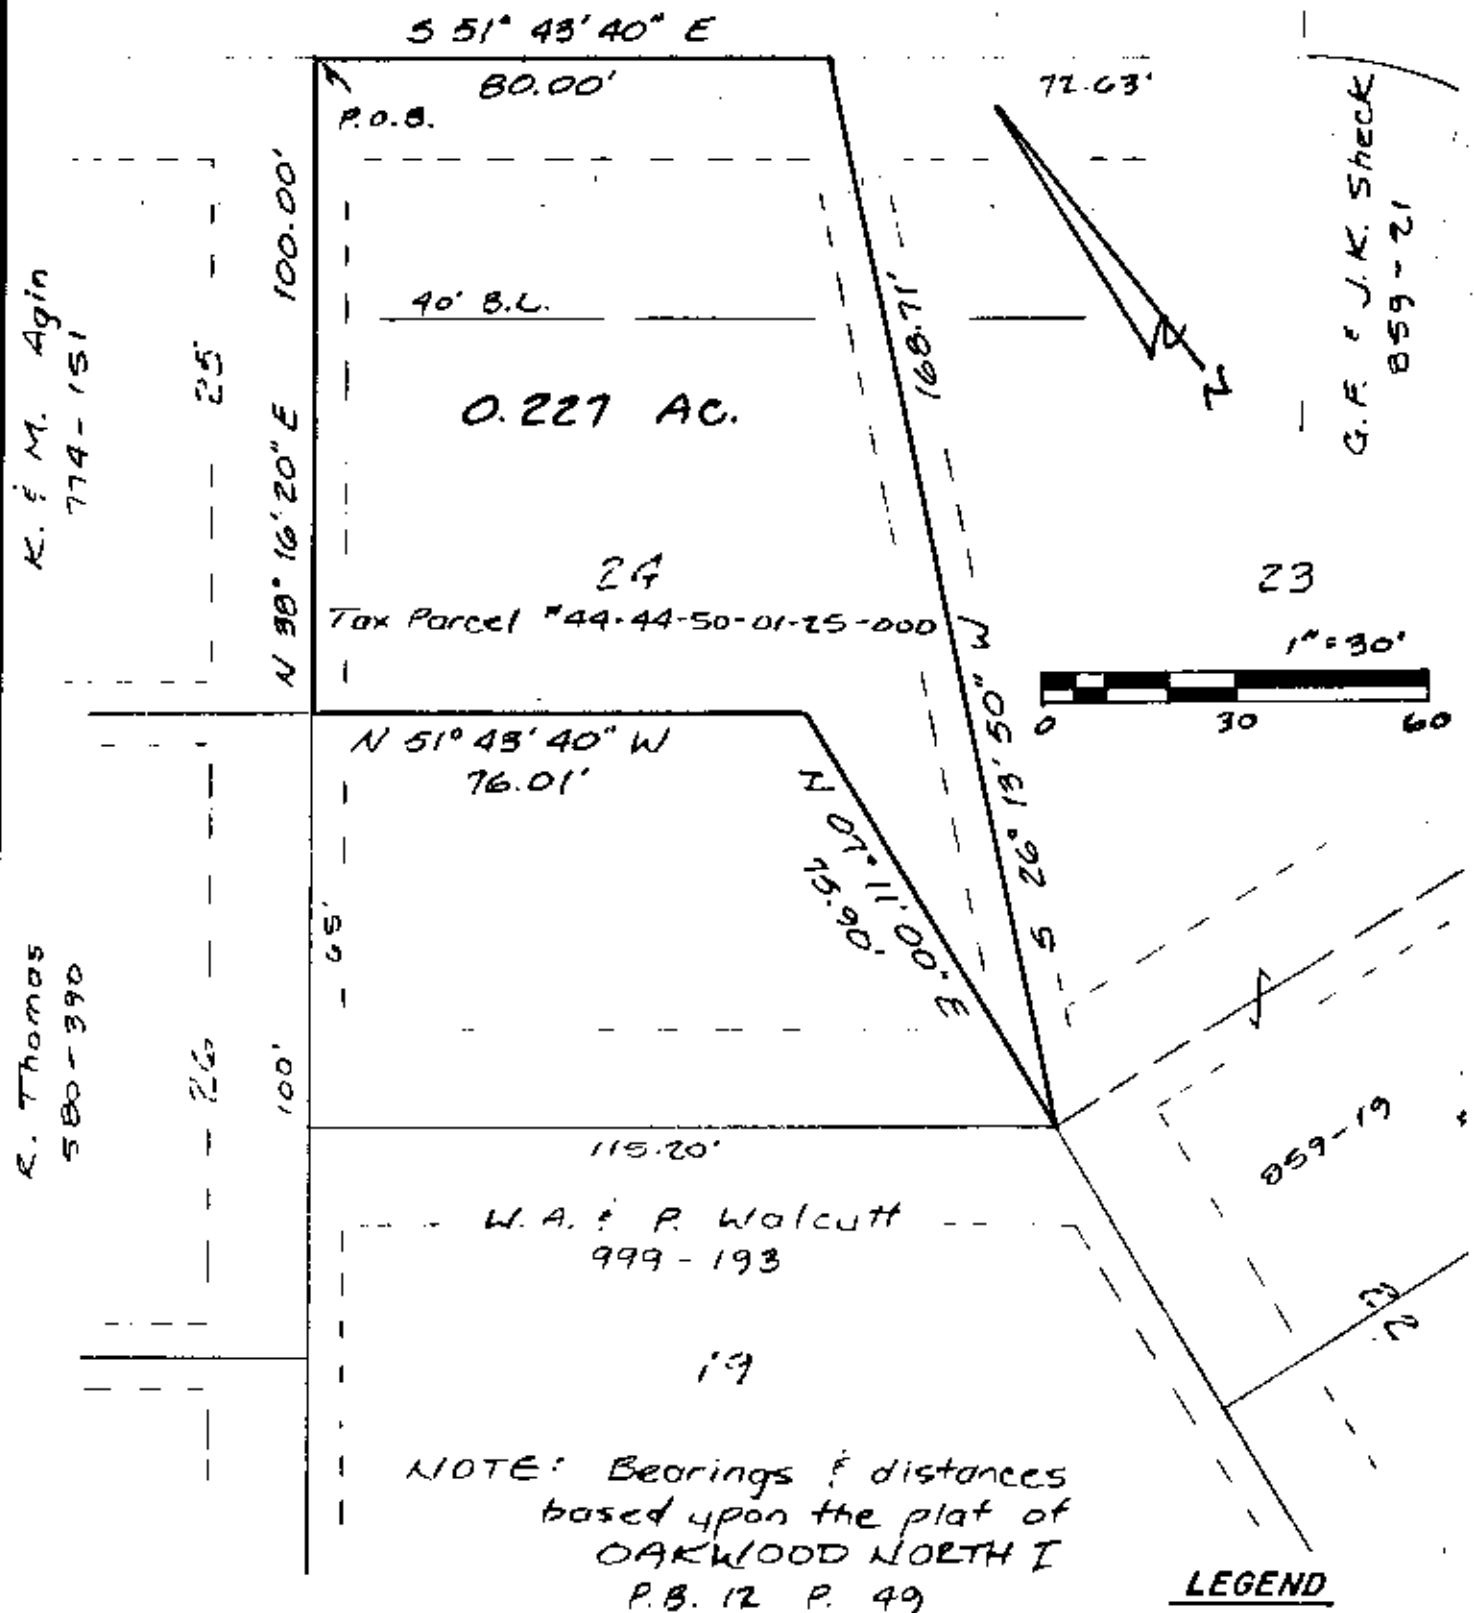 S 51° 43' 40" E
80.00'
P.O.B.
72.63'
G.F. & J.K. Sheck
859-21
K. & M. Agin
774-151
25
100.00'
N 38° 16' 20" E
40' B.L.
168.71'
0.227 AC.
24
Tax Parcel #44-44-50-01-25-000
23
1"=30'
0 30 60
S 26° 13' 50" W
N 51° 43' 40" W
76.01'
N 07° 11' 00" E
65'
R. Thomas
580-390
26
100'
115.20'
859-19
W.A. & P. Walcutt
999-193
19
NOTE: Bearings & distances
based upon the plat of
OAKWOOD NORTH I
P.B. 12 P. 49
LEGEND